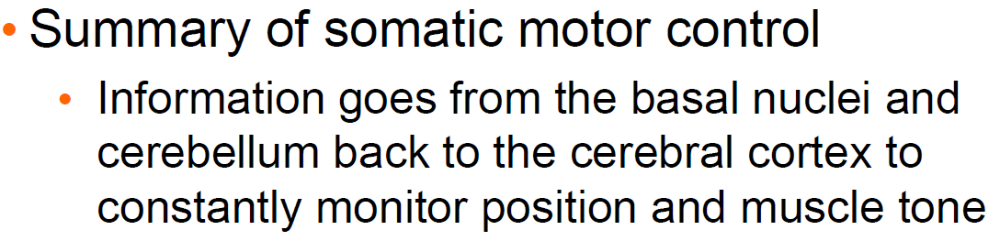 • Summary of somatic motor control
• Information goes from the basal nuclei and
cerebellum back to the cerebral cortex to
constantly monitor position and muscle tone